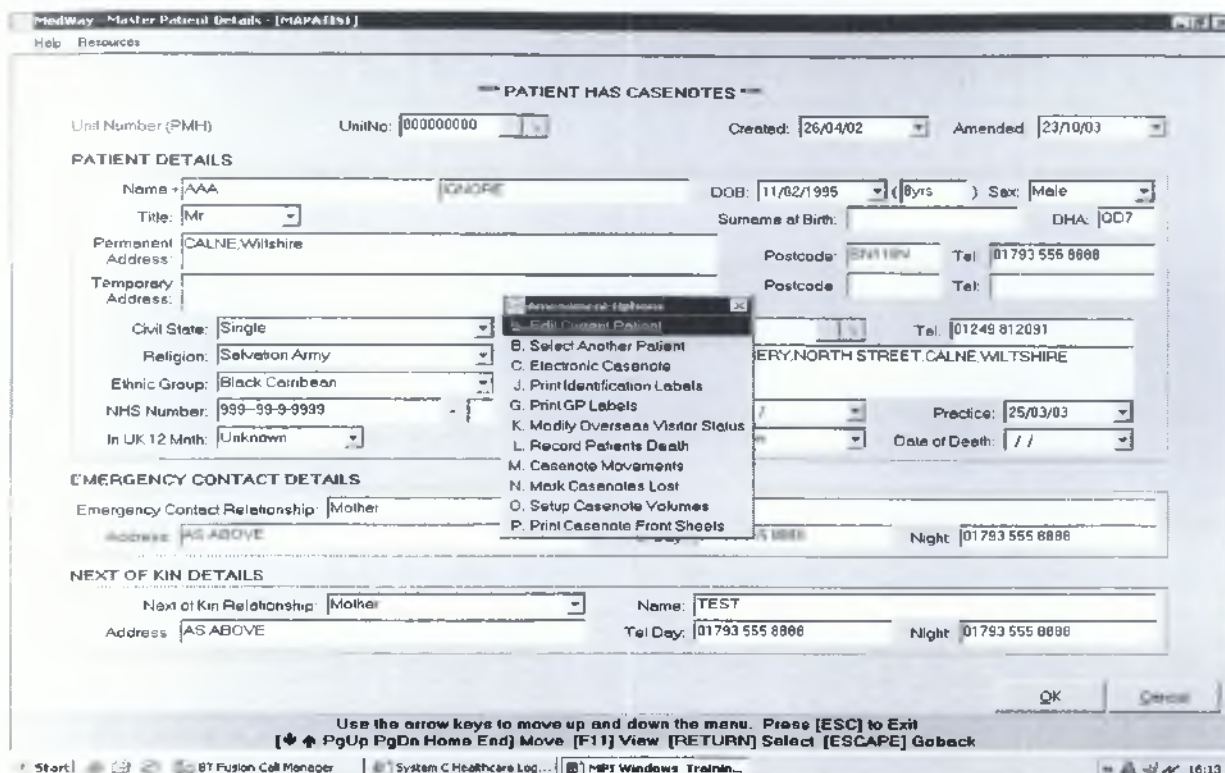 MedWay - Master Patient Details - [MAPATIS1]
Help Resources
*** PATIENT HAS CASENOTES ***
Unit Number (PMH) UnitNo: 000000000 Created: 26/04/02 Amended 23/10/03
PATIENT DETAILS
Name AAA IGNORE DOB: 11/02/1995 (8yrs ) Sex: Male
Title: Mr Surname at Birth: DHA: QD7
Permanent Address: CALNE,Wiltshire Postcode: Tel 01793 555 8888
Temporary Address: Postcode Tel:
Amendment Options
Civil State: Single Edit Current Patient Tel. 01249 812091
Religion: Salvation Army B. Select Another Patient ERY,NORTH STREET,CALNE,WILTSHIRE
C. Electronic Casenote
Ethnic Group: Black Carribean J. Print Identification Labels
NHS Number: 999-99-9-9999 - G. Print GP Labels / Practice: 25/03/03
K. Modify Overseas Visitor Status
In UK 12 Mnth: Unknown L. Record Patients Death Date of Death: / /
M. Casenote Movements
EMERGENCY CONTACT DETAILS N. Mark Casenotes Lost
Emergency Contact Relationship: Mother O. Setup Casenote Volumes
P. Print Casenote Front Sheets
Address AS ABOVE Night 01793 555 8888
NEXT OF KIN DETAILS
Next of Kin Relationship: Mother Name: TEST
Address AS ABOVE Tel Day: 01793 555 8888 Night 01793 555 8888
OK Cancel
Use the arrow keys to move up and down the menu. Press [ESC] to Exit
[↓ ↑ PgUp PgDn Home End] Move [F11] View [RETURN] Select [ESCAPE] Goback
Start BT Fusion Call Manager System C Healthcare Log... MPI Windows Trainin... 16:13